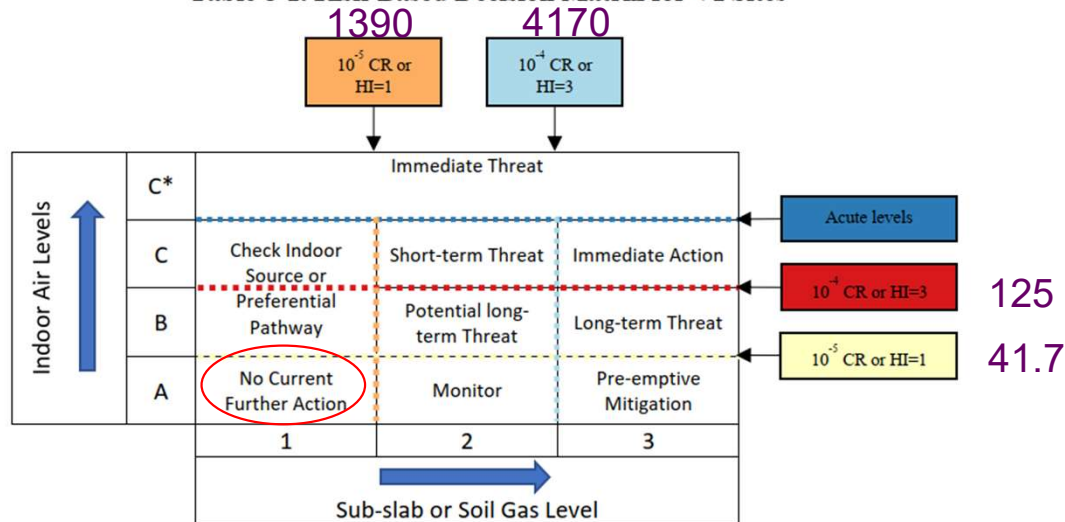 1390 4170
10⁻⁵ CR or
HI=1
10⁻⁴ CR or
HI=3
Immediate Threat
C*
Acute levels
Indoor Air Levels
C
Check Indoor
Source or
Preferential
Pathway
Short-term Threat
Immediate Action
10⁻⁴ CR or HI=3
125
B
Potential long-
term Threat
Long-term Threat
10⁻⁵ CR or HI=1
41.7
A
No Current
Further Action
Monitor
Pre-emptive
Mitigation
1
2
3
Sub-slab or Soil Gas Level